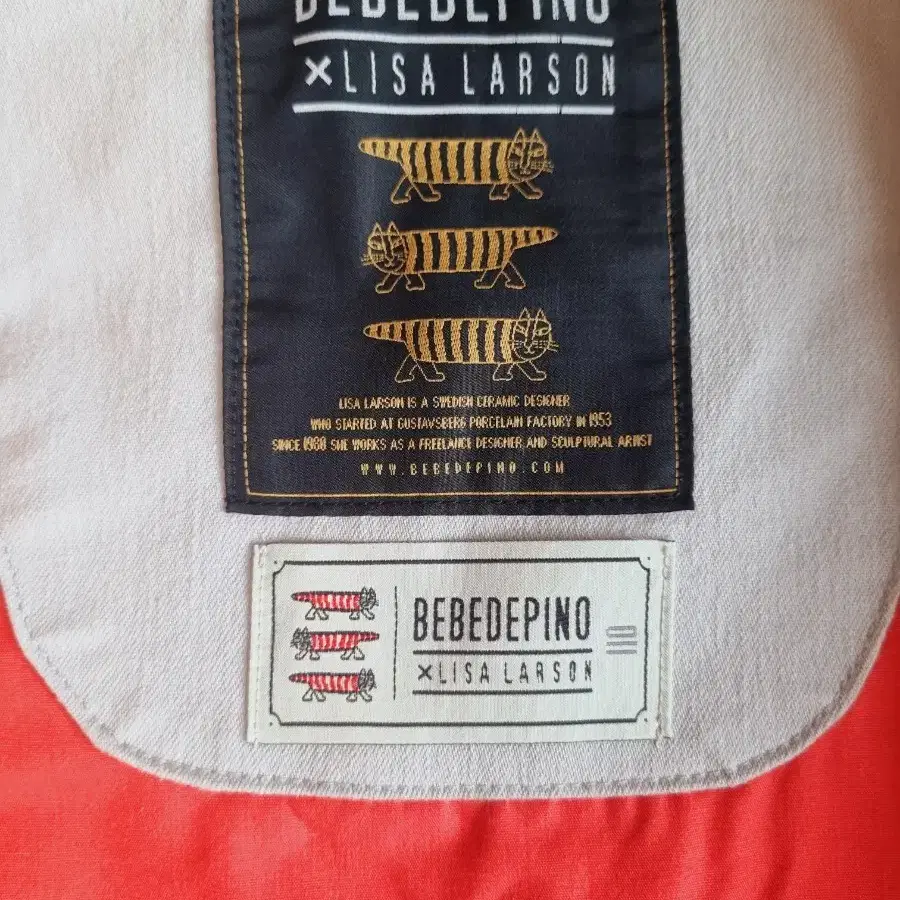 BEBEDEPINO
×LISA LARSON
LISA LARSON IS A SWEDISH CERAMIC DESIGNER
WHO STARTED AT GUSTAVSBERG PORCELAIN FACTORY IN 1953
SINCE 1980 SHE WORKS AS A FREELANCE DESIGNER AND SCULPTURAL ARTIST
WWW.BEBEDEPINO.COM
BEBEDEPINO
×LISA LARSON
110